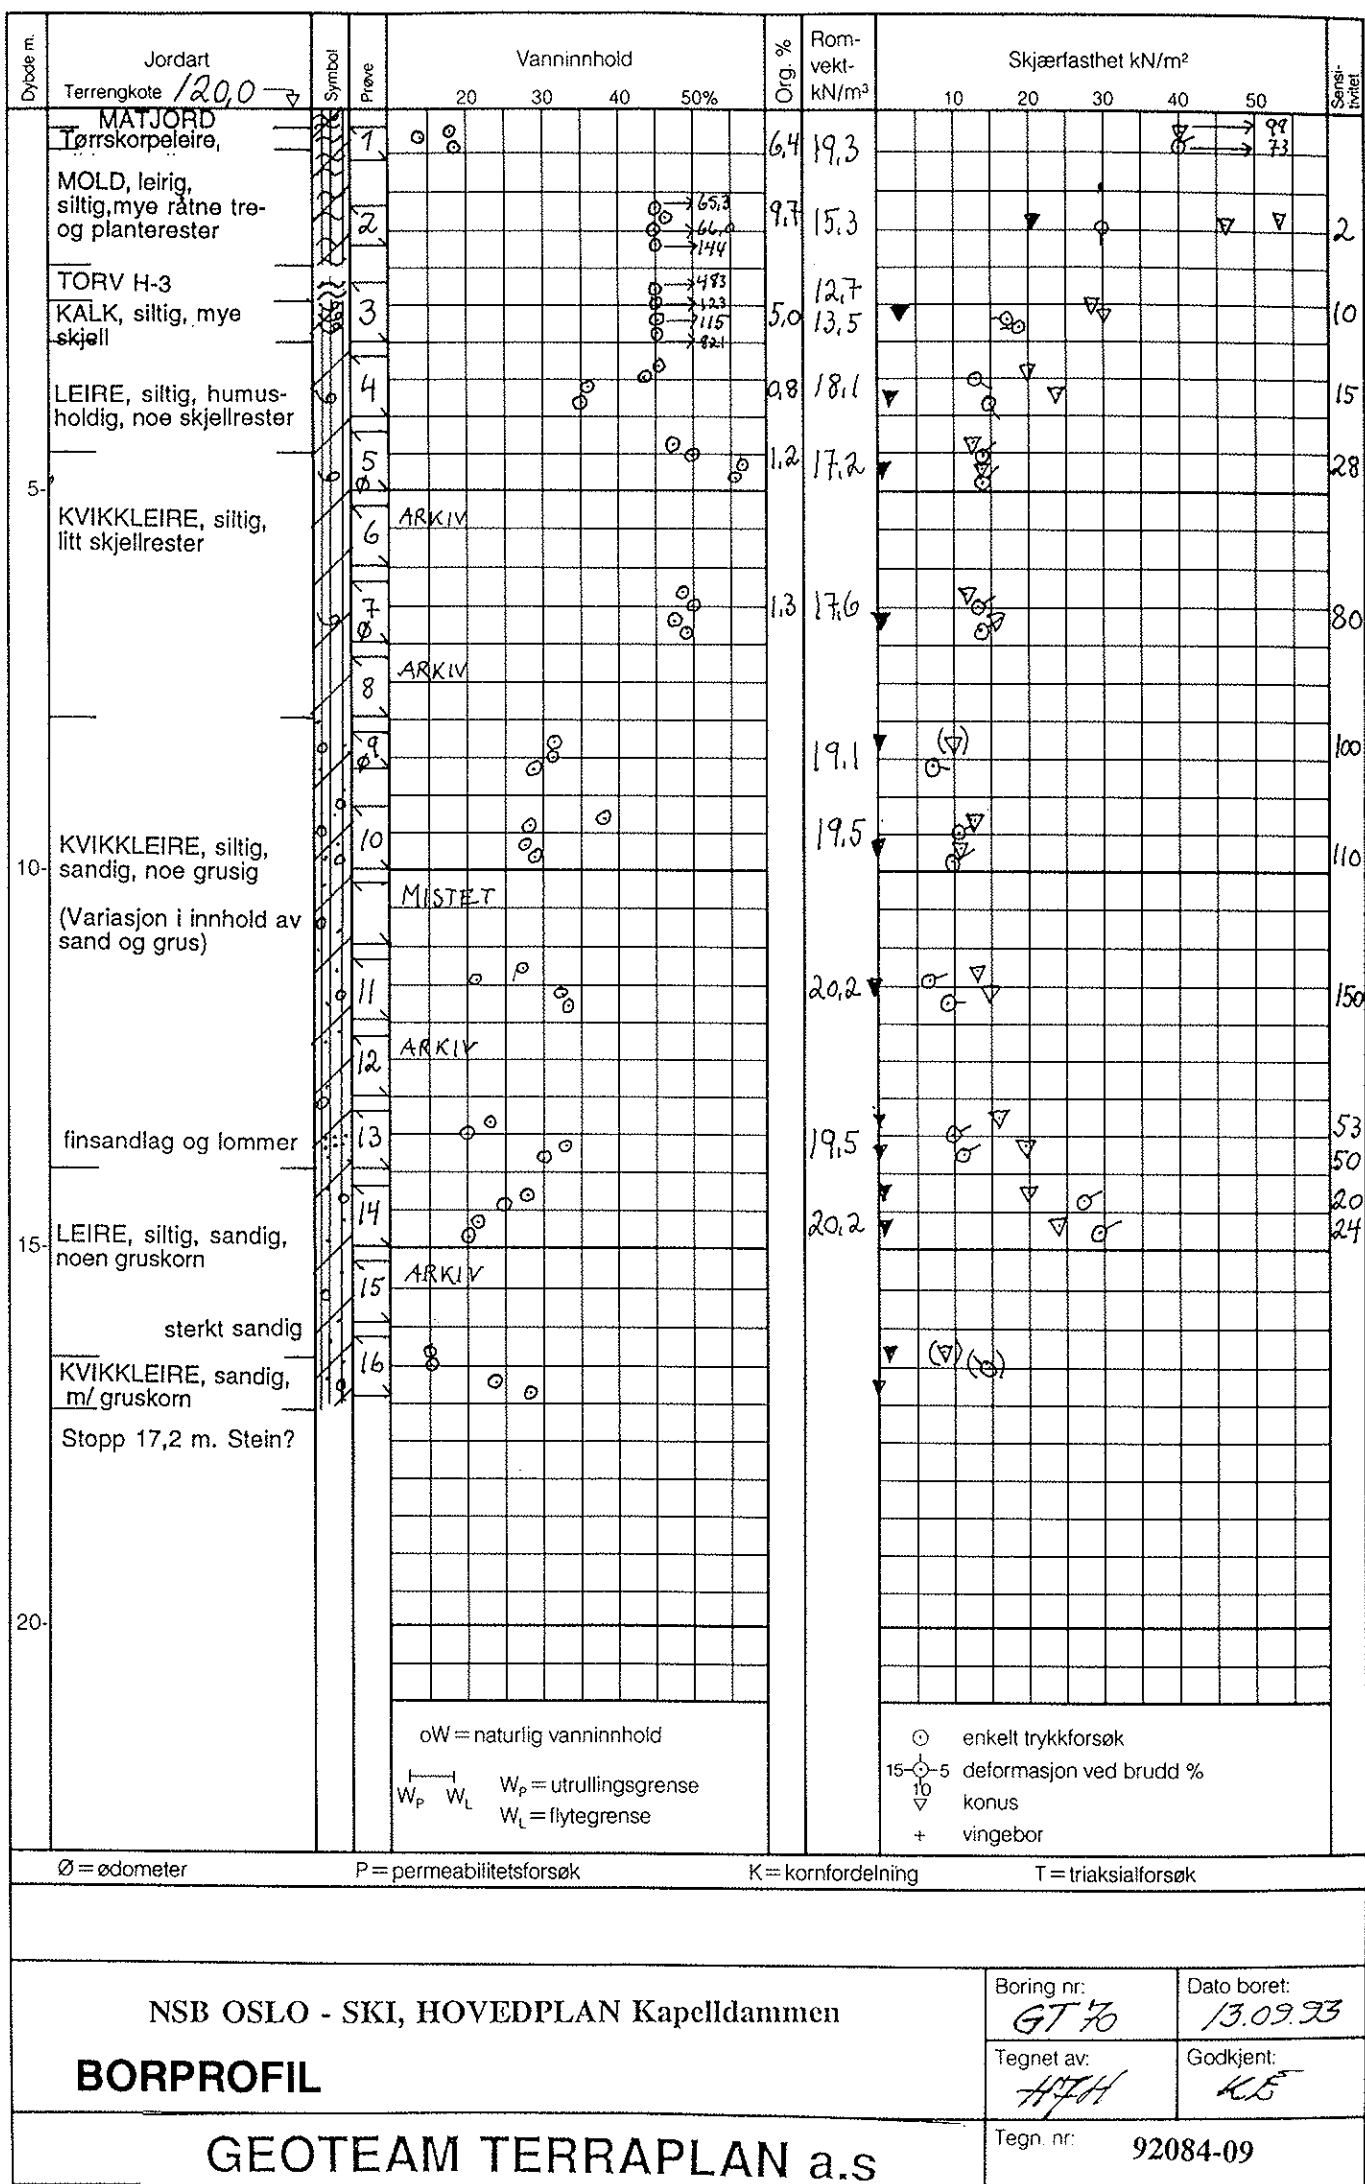 Dybde m.
Jordart
Terrengkote 120,0
Symbol
Prøve
Vanninnhold
20 30 40 50%
Org. %
Rom-
vekt-
kN/m³
Skjærfasthet kN/m²
10 20 30 40 50
Sensi-
tivitet
MATJORD
Tørrskorpeleire,
1
6,4
19,3
73
MOLD, leirig,
siltig,mye råtne tre-
og planterester
2
65,3
66,0
144
9,7
15,3
2
TORV H-3
KALK, siltig, mye
skjell
3
483
123
115
821
5,0
12,7
13,5
10
LEIRE, siltig, humus-
holdig, noe skjellrester
4
0,8
18,1
15
5
Ø
1,2
17,2
28
5-
KVIKKLEIRE, siltig,
litt skjellrester
6
ARKIV
7
Ø
1,3
17,6
80
8
ARKIV
9
Ø
19,1
100
KVIKKLEIRE, siltig,
sandig, noe grusig
10
19,5
110
10-
(Variasjon i innhold av
sand og grus)
MISTET
11
20,2
150
12
ARKIV
finsandlag og lommer
13
19,5
53
50
LEIRE, siltig, sandig,
noen gruskorn
14
20,2
20
24
15-
15
ARKIV
sterkt sandig
KVIKKLEIRE, sandig,
m/ gruskorn
16
Stopp 17,2 m. Stein?
20-
oW = naturlig vanninnhold
WP WL
WP = utrullingsgrense
WL = flytegrense
enkelt trykkforsøk
15 5 deformasjon ved brudd %
10
konus
+ vingebor
Ø = ødometer P = permeabilitetsforsøk K = kornfordelning T = triaksialforsøk
NSB OSLO - SKI, HOVEDPLAN Kapelldammen
BORPROFIL
GEOTEAM TERRAPLAN a.s
Boring nr:
GT 70
Dato boret:
13.09.93
Tegnet av:
HFH
Godkjent:
KE
Tegn. nr: 92084-09